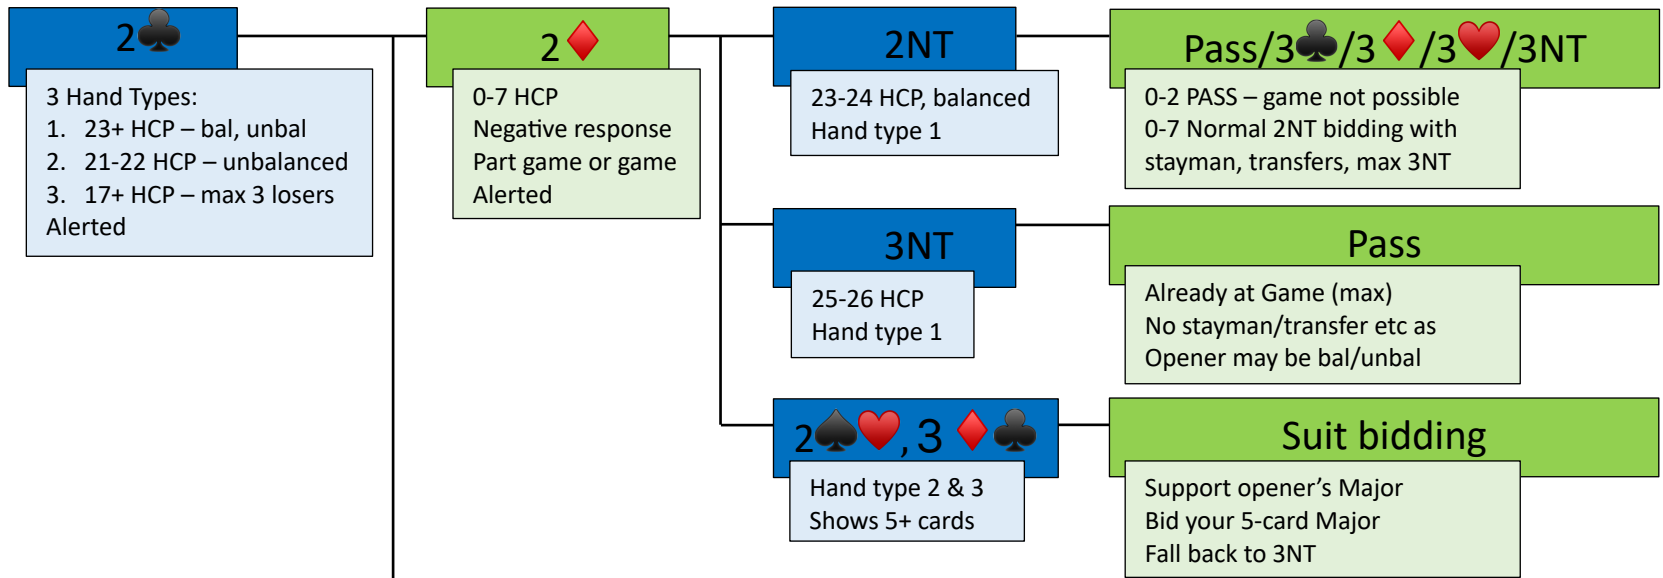 2♣
3 Hand Types:
1. 23+ HCP – bal, unbal
2. 21-22 HCP – unbalanced
3. 17+ HCP – max 3 losers
Alerted
2♦
0-7 HCP
Negative response
Part game or game
Alerted
2NT
23-24 HCP, balanced
Hand type 1
Pass/3♣/3♦/3♥/3NT
0-2 PASS – game not possible
0-7 Normal 2NT bidding with
stayman, transfers, max 3NT
3NT
25-26 HCP
Hand type 1
Pass
Already at Game (max)
No stayman/transfer etc as
Opener may be bal/unbal
2♠♥, 3♦♣
Hand type 2 & 3
Shows 5+ cards
Suit bidding
Support opener’s Major
Bid your 5-card Major
Fall back to 3NT